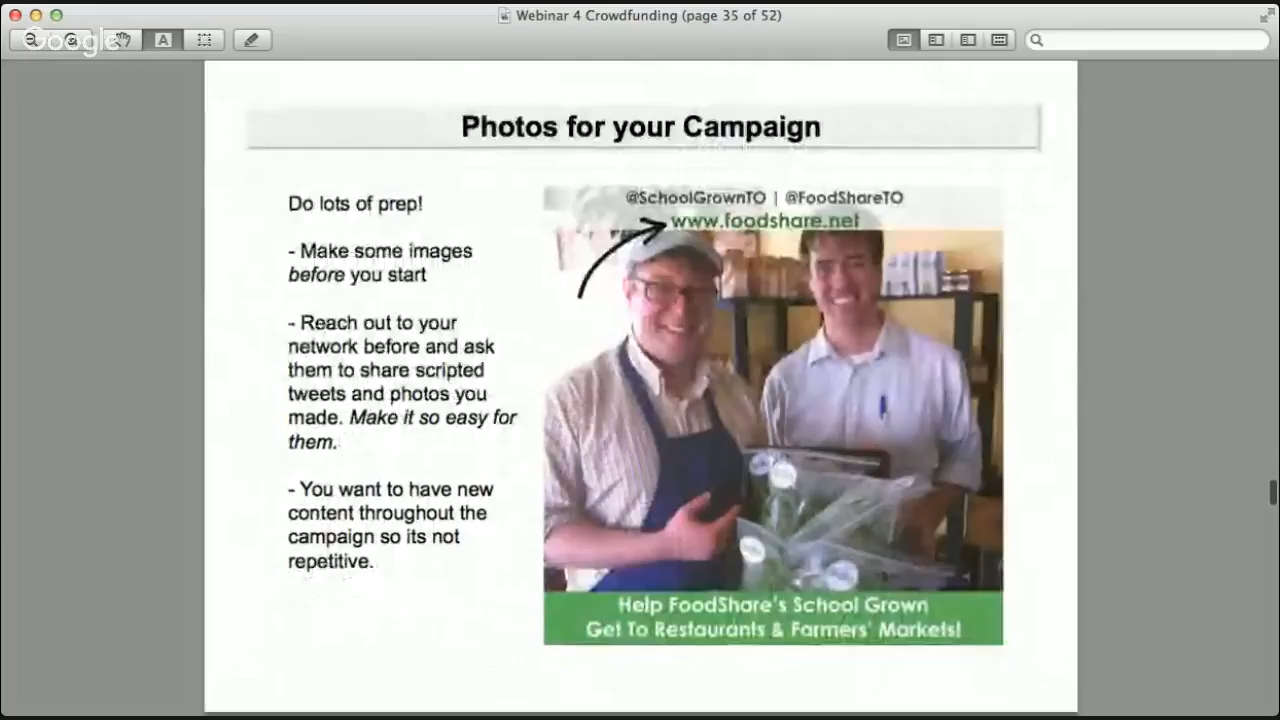 Webinar 4 Crowdfunding (page 35 of 52)
Google
A
Photos for your Campaign
Do lots of prep!
- Make some images
before you start
- Reach out to your
network before and ask
them to share scripted
tweets and photos you
made. Make it so easy for
them.
- You want to have new
content throughout the
campaign so its not
repetitive.
@SchoolGrownTO | @FoodShareTO
www.foodshare.net
Help FoodShare's School Grown
Get To Restaurants & Farmers' Markets!